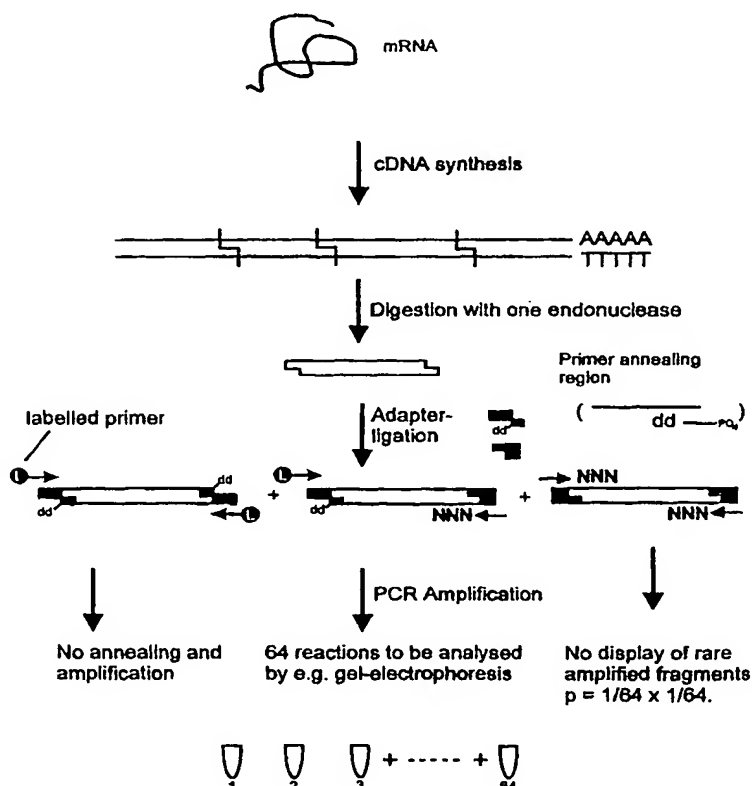 mRNA
cDNA synthesis
AAAAA
TTTTT
Digestion with one endonuclease
Primer annealing
region
labelled primer
Adapter-
ligation
dd
( dd PO4 )
L
dd
dd
L
+
L
dd
NNN
+
NNN
NNN
PCR Amplification
No annealing and
amplification
64 reactions to be analysed
by e.g. gel-electrophoresis
No display of rare
amplified fragments
p = 1/64 x 1/64.
+ ----- +
1 2 3 64